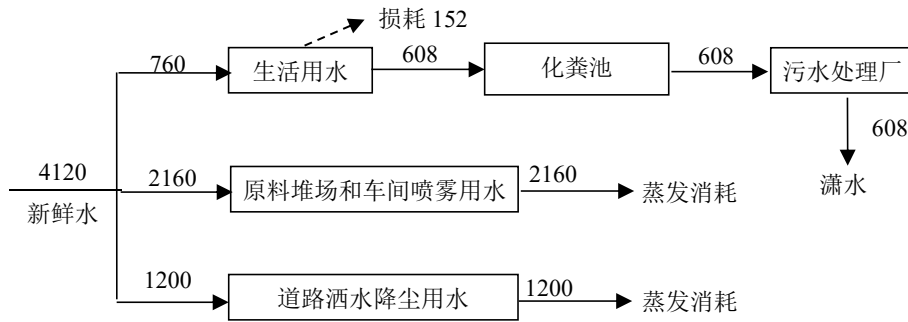 损耗 152
760
生活用水
608
化粪池
608
污水处理厂
608
潇水
4120
新鲜水
2160
原料堆场和车间喷雾用水
2160
蒸发消耗
1200
道路洒水降尘用水
1200
蒸发消耗